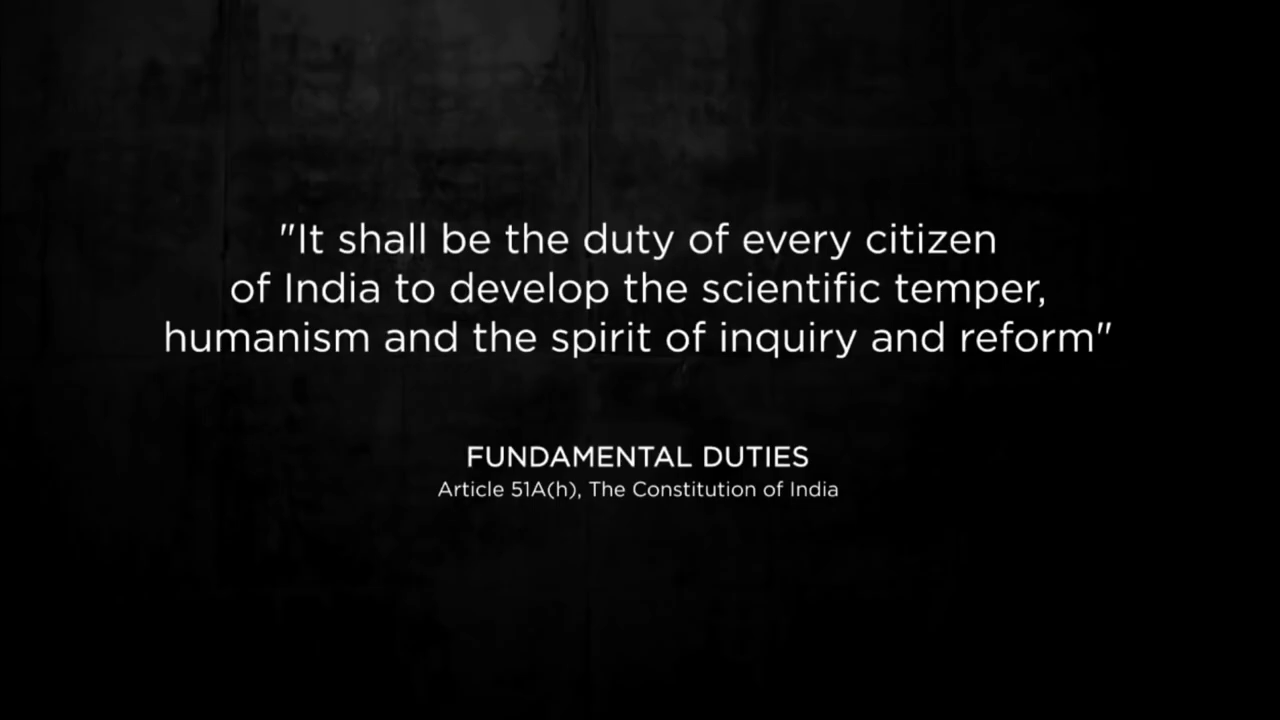 "It shall be the duty of every citizen
of India to develop the scientific temper,
humanism and the spirit of inquiry and reform"
FUNDAMENTAL DUTIES
Article 51A(h), The Constitution of India